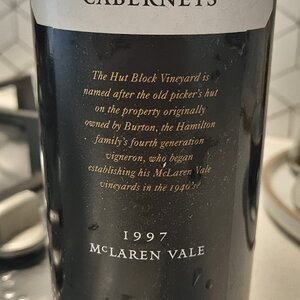 CABERNETS
The Hut Block Vineyard is
named after the old picker's hut
on the property originally
owned by Burton, the Hamilton
family's fourth generation
vigneron, who began
establishing his McLaren Vale
vineyards in the 1940's.
1997
McLAREN VALE